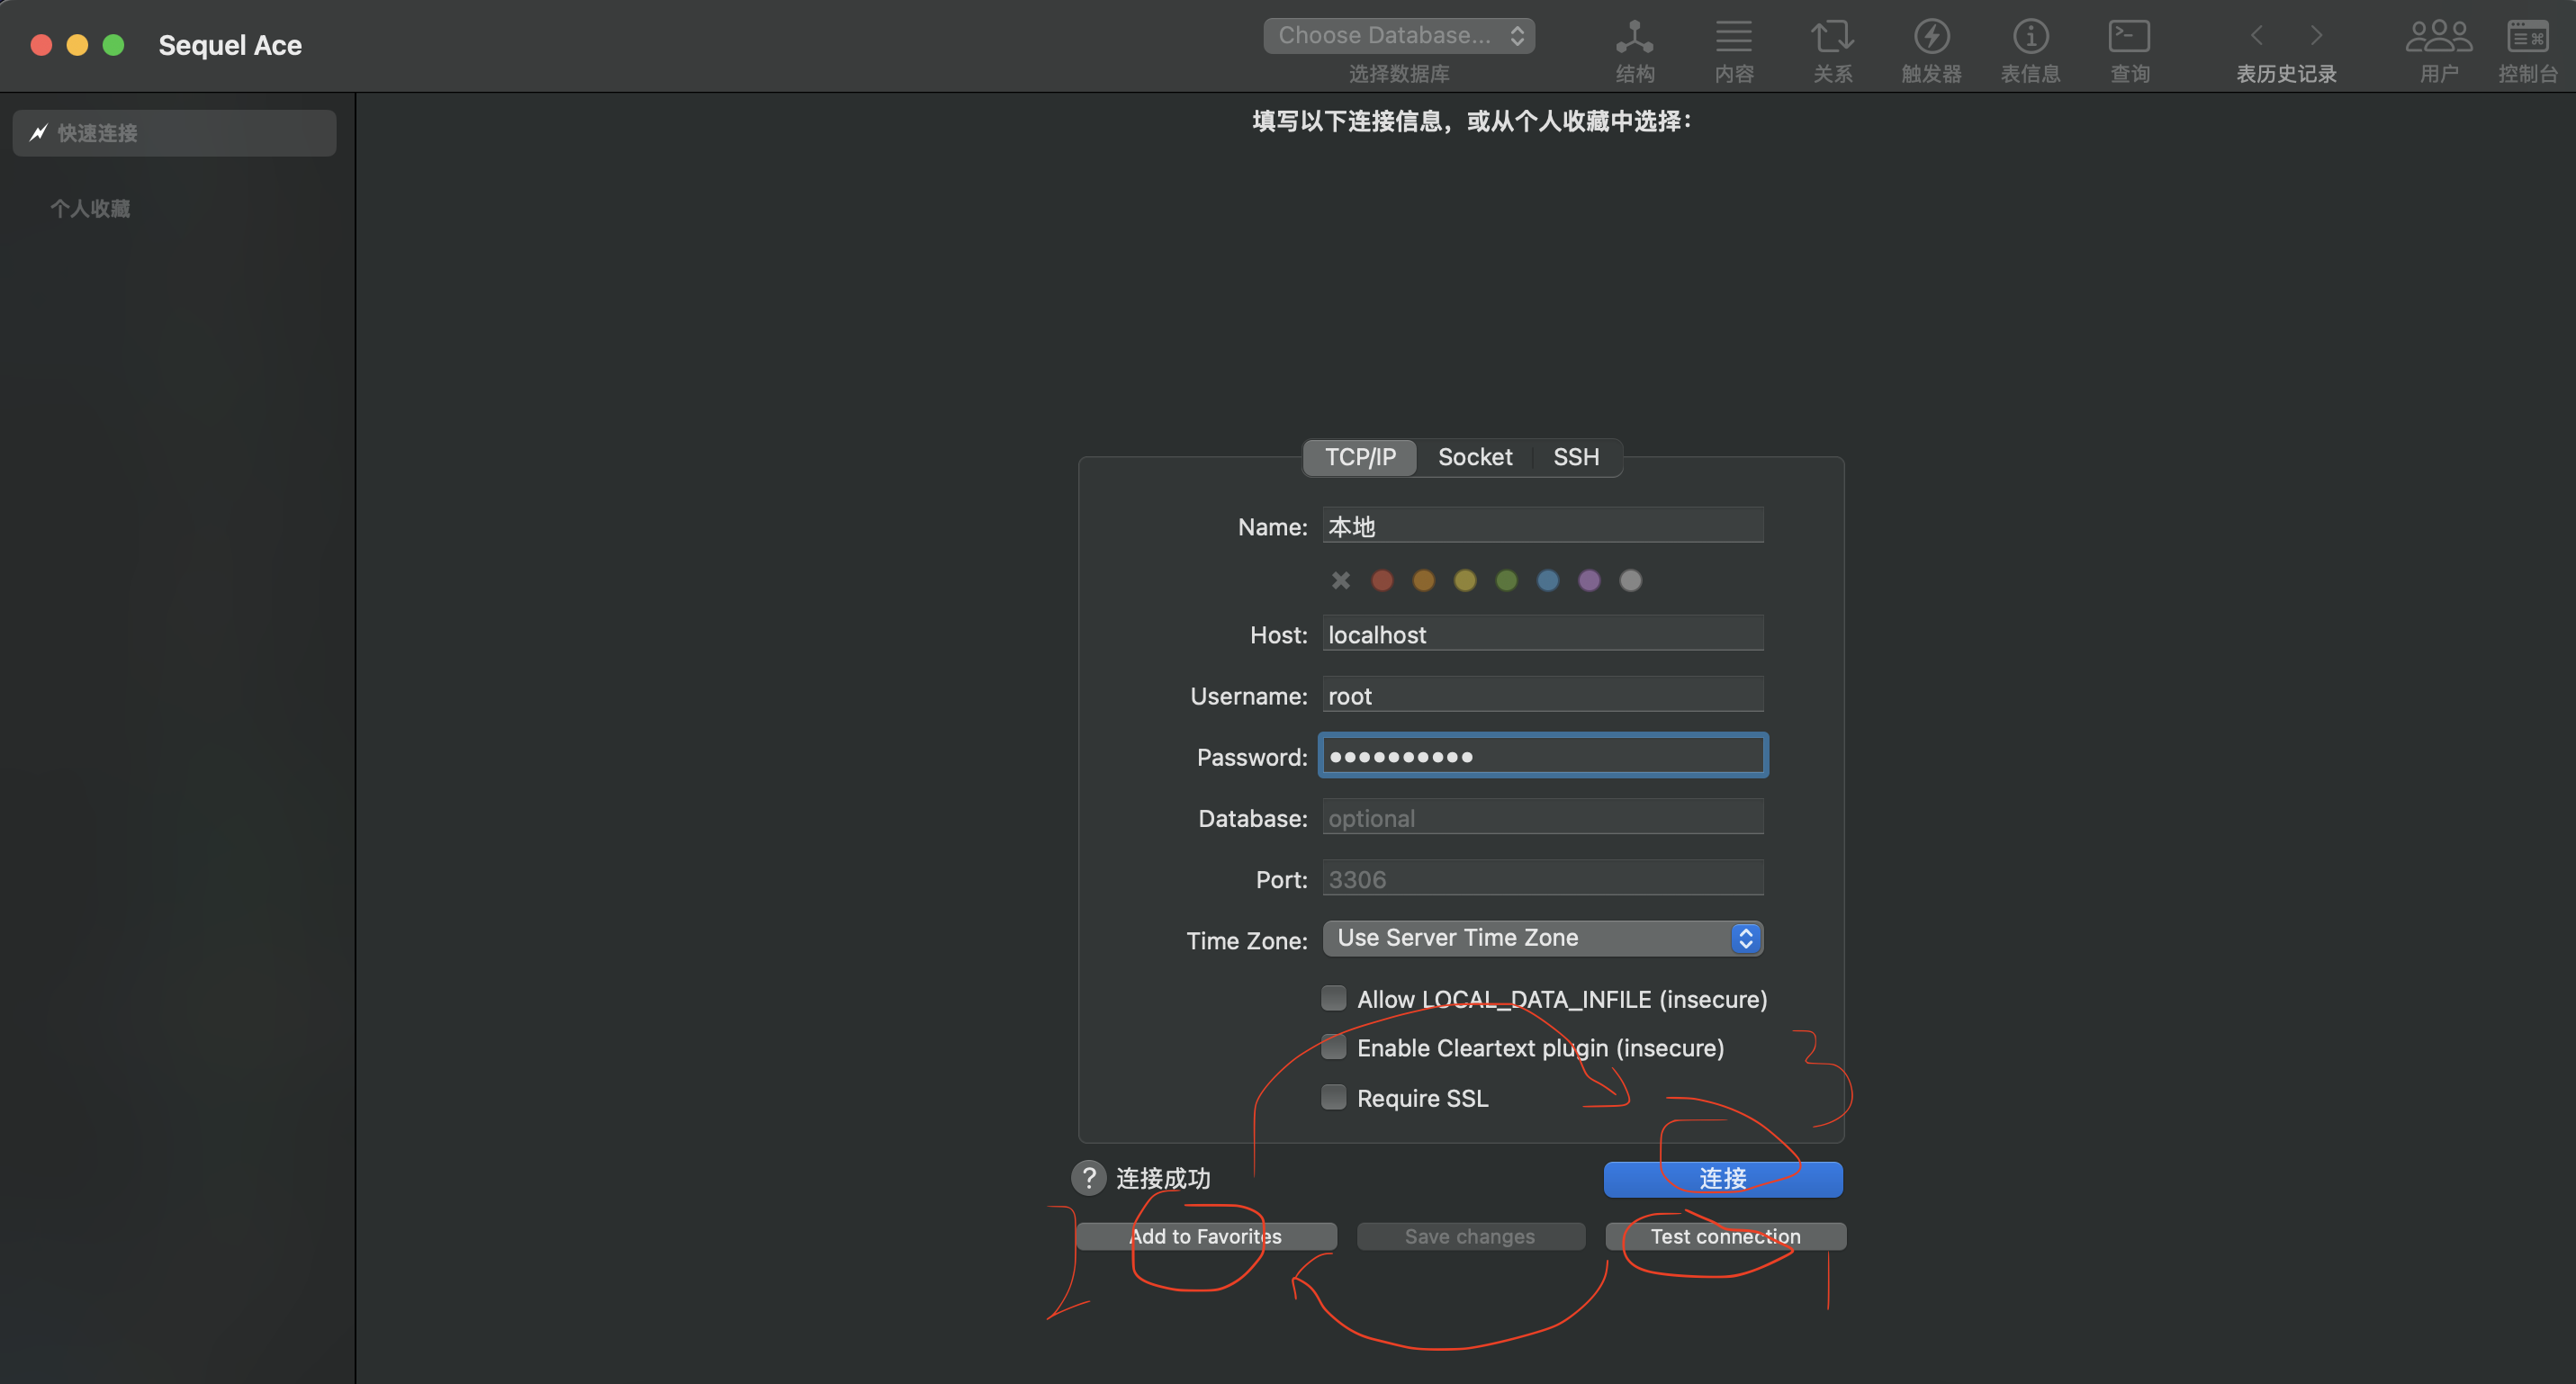 Sequel Ace
Choose Database...
选择数据库
结构
内容
关系
触发器
表信息
查询
表历史记录
用户
控制台
快速连接
个人收藏
填写以下连接信息，或从个人收藏中选择：
TCP/IP Socket SSH
Name: 本地
Host: localhost
Username: root
Password: ••••••••••
Database: optional
Port: 3306
Time Zone: Use Server Time Zone
Allow LOCAL_DATA_INFILE (insecure)
Enable Cleartext plugin (insecure)
Require SSL
3
? 连接成功
连接
2
Add to Favorites
Save changes
Test connection
1